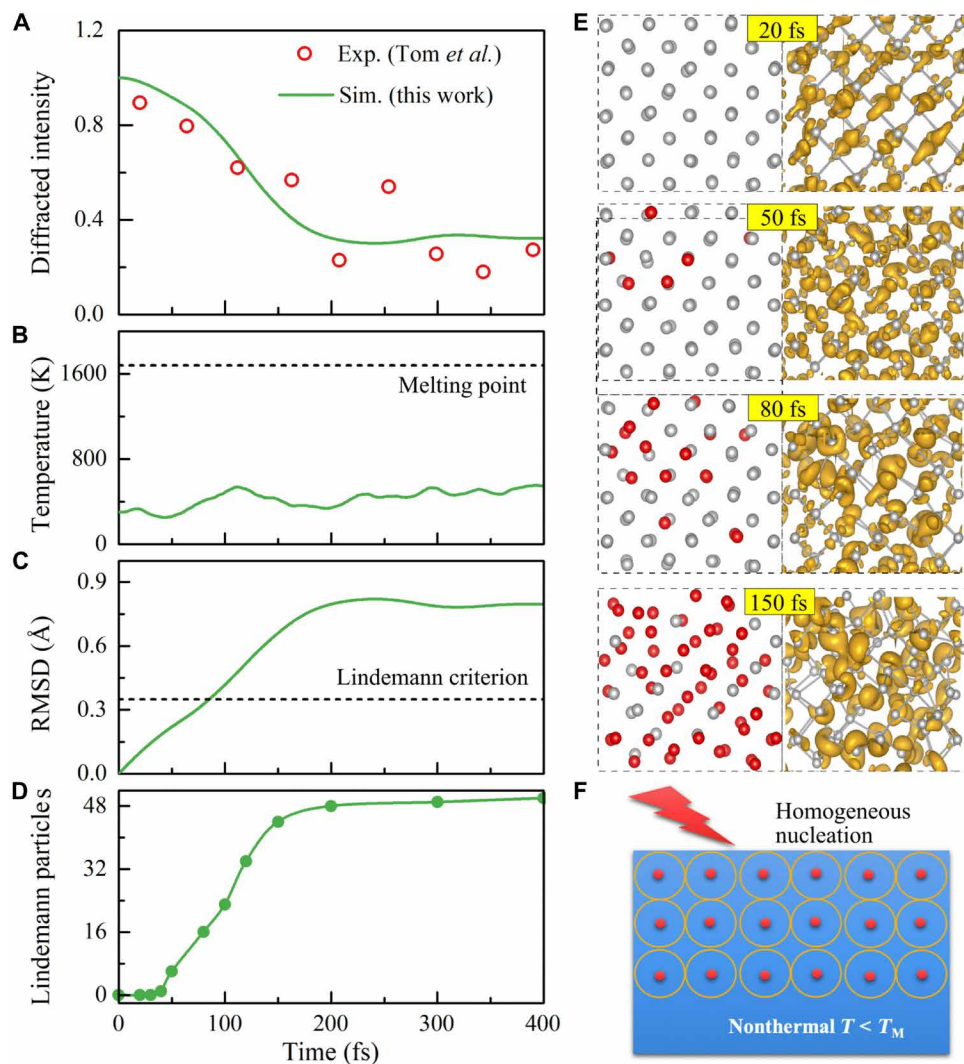 A
1.2
0.8
0.4
0.0
Diffracted intensity
Exp. (Tom et al.)
Sim. (this work)
B
1600
800
0
Temperature (K)
Melting point
C
0.9
0.6
0.3
0.0
RMSD (Å)
Lindemann criterion
D
48
32
16
0
Lindemann particles
0
100
200
300
400
Time (fs)
E
20 fs
50 fs
80 fs
150 fs
F
Homogeneous
nucleation
Nonthermal T < TM